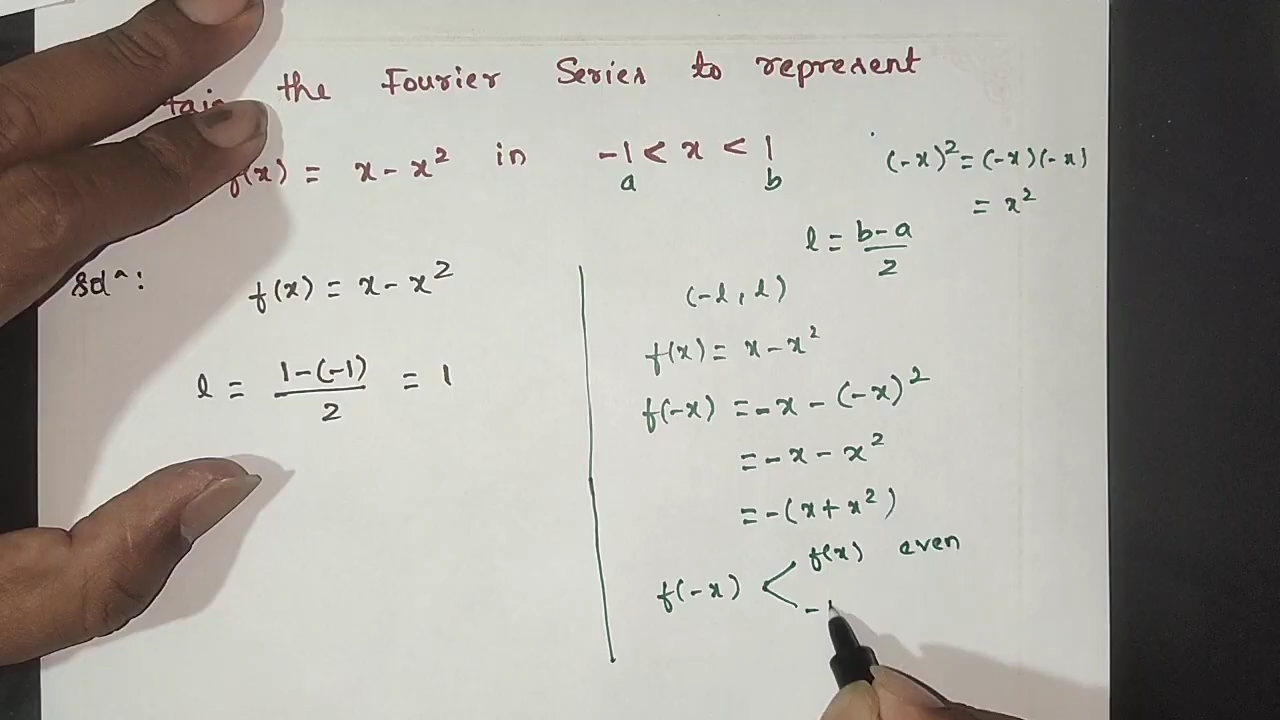 the Fourier Series to represent
f(x) = x - x² in -1 < x < 1
a b
(-x)² = (-x)(-x)
= x²
l = b-a/2
Solⁿ: f(x) = x - x²
l = 1-(-1)/2 = 1
(-l, l)
f(x) = x - x²
f(-x) = -x - (-x)²
= -x - x²
= -(x + x²)
f(-x) < f(x) even
-